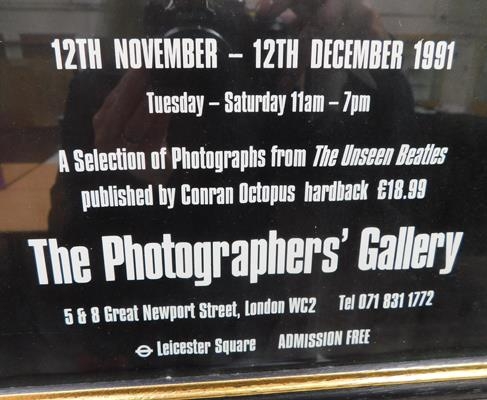 12TH NOVEMBER – 12TH DECEMBER 1991
Tuesday – Saturday 11am – 7pm
A Selection of Photographs from The Unseen Beatles
published by Conran Octopus hardback £18.99
The Photographers' Gallery
5 & 8 Great Newport Street, London WC2 Tel 071 831 1772
Leicester Square ADMISSION FREE